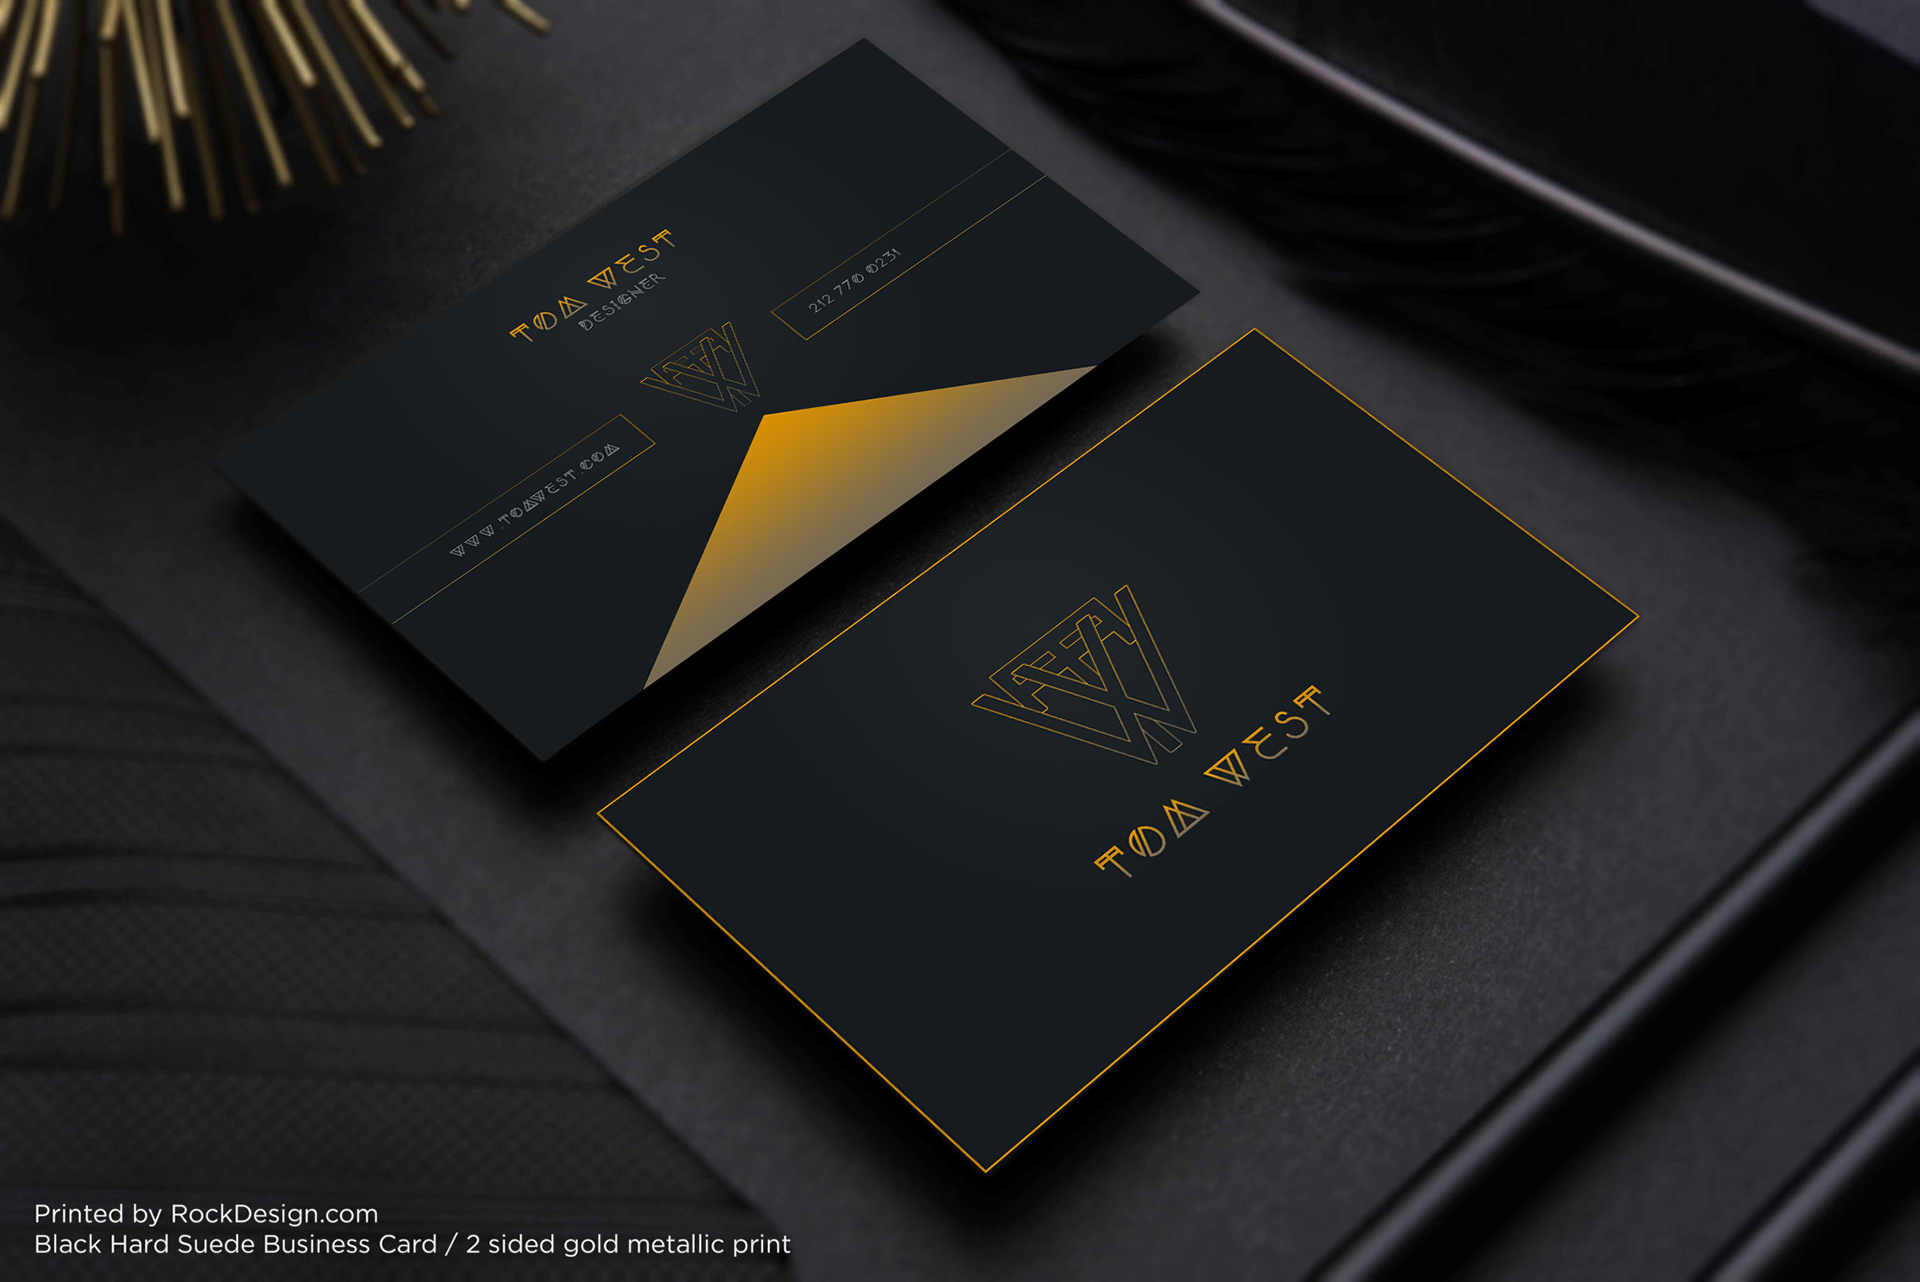 TOM WEST
DESIGNER
212.770 0231
WWW.TOMWEST.COM
TOM WEST
Printed by RockDesign.com
Black Hard Suede Business Card / 2 sided gold metallic print